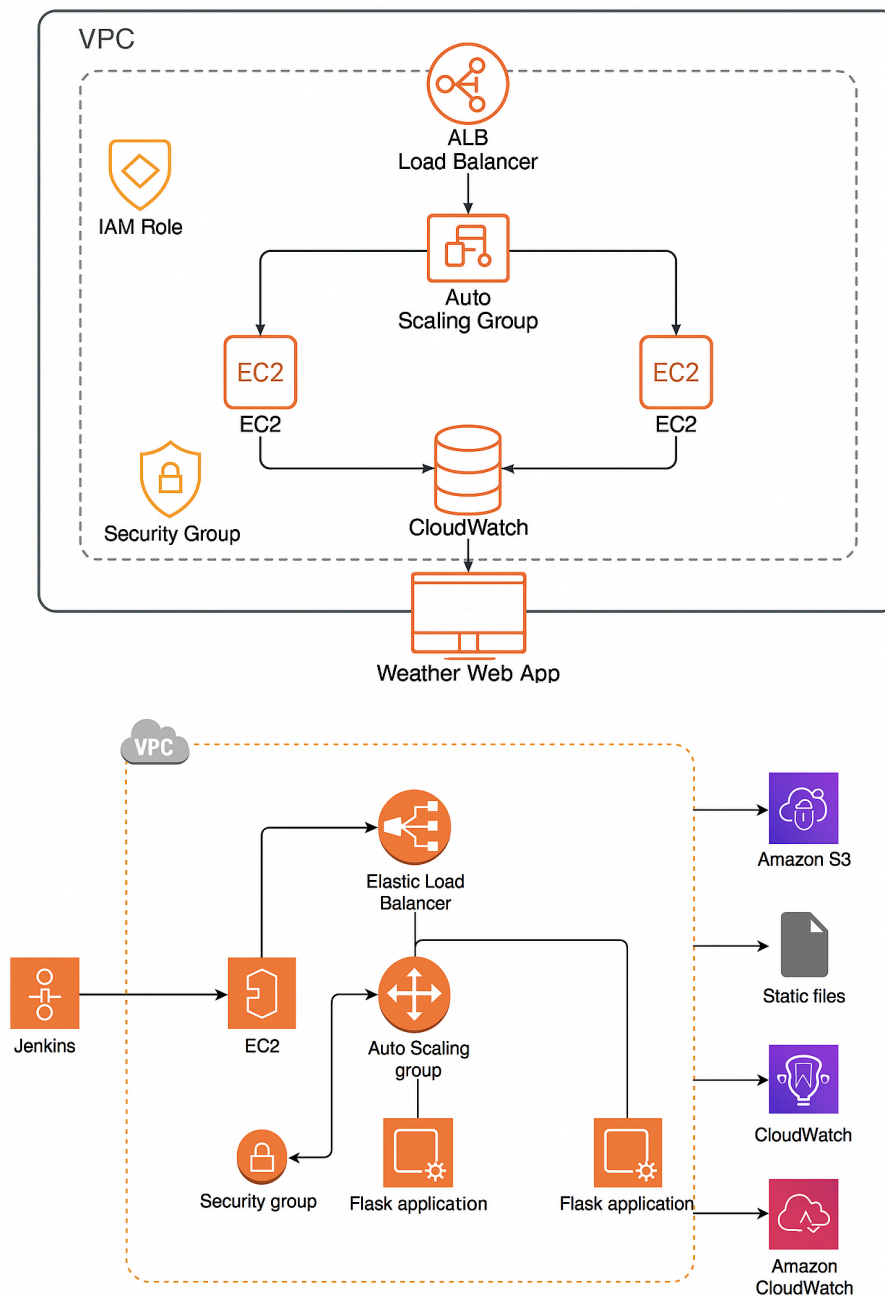 VPC
ALB
Load Balancer
IAM Role
Auto
Scaling Group
EC2
EC2
EC2
EC2
Security Group
CloudWatch
Weather Web App
VPC
Amazon S3
Elastic Load
Balancer
Static files
Jenkins
EC2
Auto Scaling
group
CloudWatch
Security group
Flask application
Flask application
Amazon
CloudWatch